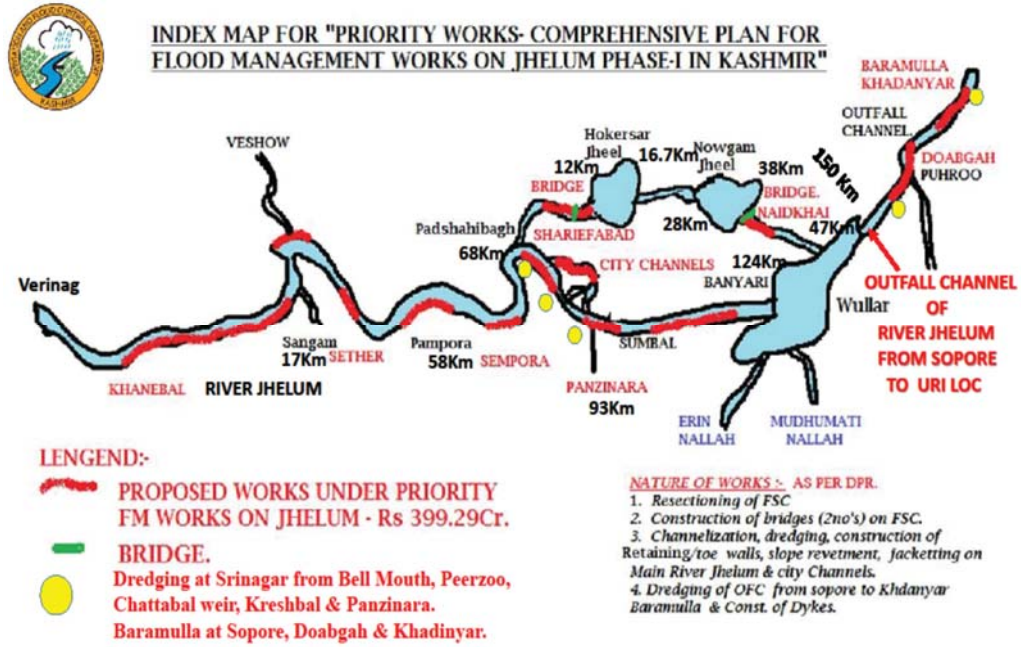 INDEX MAP FOR "PRIORITY WORKS- COMPREHENSIVE PLAN FOR
FLOOD MANAGEMENT WORKS ON JHELUM PHASE-I IN KASHMIR"
KASHMIR
BARAMULLA
KHADANYAR
OUTFALL
CHANNEL
DOABGAH
PUHROO
VESHOW
Hokersar
Jheel
12Km
16.7Km
Nowgam
Jheel
38Km
150 Km
BRIDGE
BRIDGE.
NAIDKHAI
28Km
47Km
Padshahibagh
68Km
SHARIEFABAD
CITY CHANNELS
124Km
BANYARI
Wullar
OUTFALL CHANNEL
OF
RIVER JHELUM
FROM SOPORE
TO URI LOC
Verinag
Sangam
17Km
SETHER
Pampora
58Km
SEMPORA
SUMBAL
KHANEBAL
RIVER JHELUM
PANZINARA
93Km
ERIN
NALLAH
MUDHUMATI
NALLAH
LENGEND:-
PROPOSED WORKS UNDER PRIORITY
FM WORKS ON JHELUM - Rs 399.29Cr.
BRIDGE.
Dredging at Srinagar from Bell Mouth, Peerzoo,
Chattabal weir, Kreshbal & Panzinara.
Baramulla at Sopore, Doabgah & Khadinyar.
NATURE OF WORKS :- AS PER DPR.
1. Resectioning of FSC
2. Construction of bridges (2no's) on FSC.
3. Channelization, dredging, construction of
Retaining/toe walls, slope revetment, jacketting on
Main River Jhelum & city Channels.
4. Dredging of OFC from sopore to Khdanyar
Baramulla & Const. of Dykes.